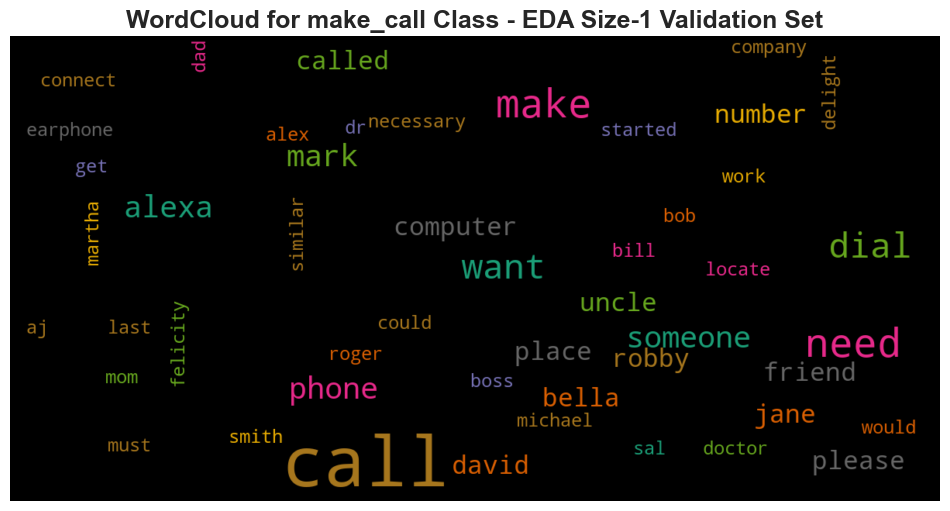 WordCloud for make_call Class - EDA Size-1 Validation Set
dad
called
company
connect
delight
make
number
earphone
alex
dr
necessary
started
mark
get
work
alexa
martha
similar
computer
bob
dial
bill
want
locate
uncle
aj
last
felicity
could
someone
need
roger
place
robby
friend
mom
phone
boss
bella
michael
jane
would
must
smith
call
david
sal
doctor
please